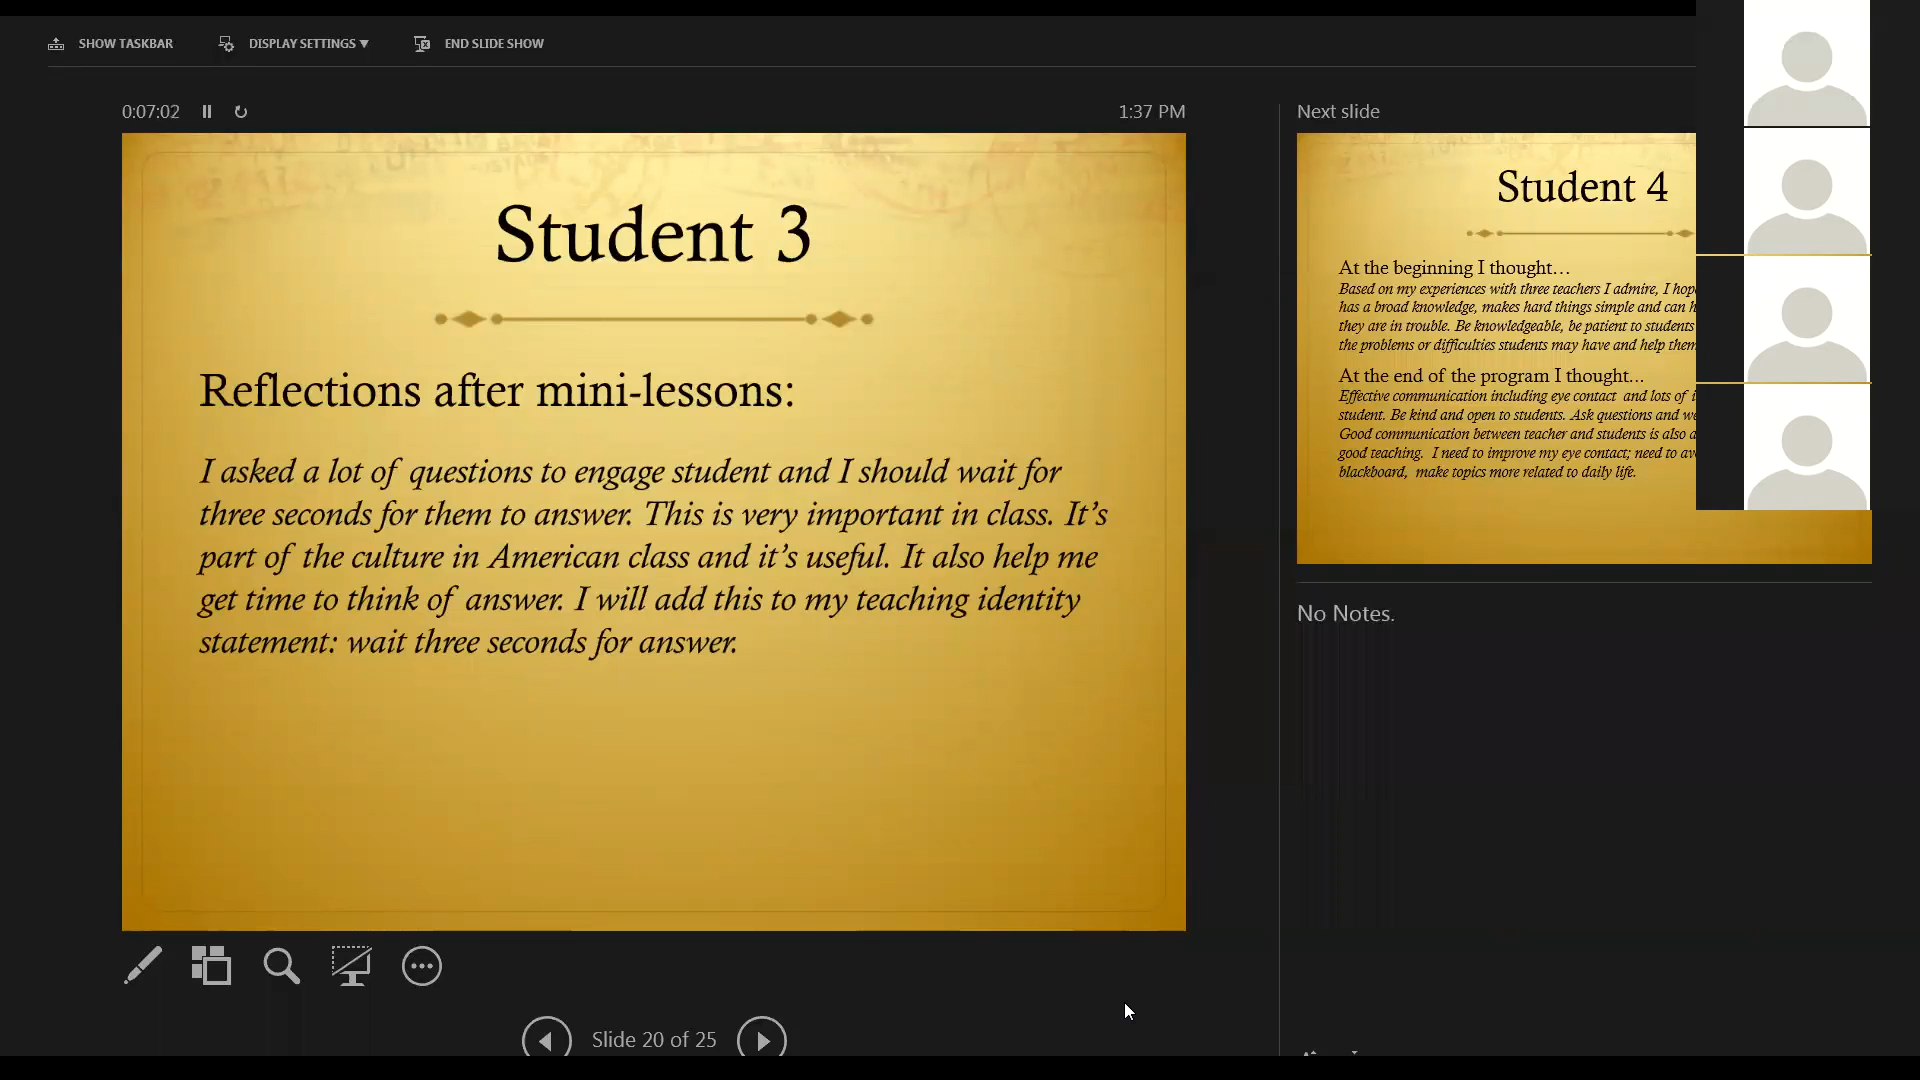 SHOW TASKBAR
DISPLAY SETTINGS ▼
END SLIDE SHOW
0:07:02
1:37 PM
Student 3
Reflections after mini-lessons:
I asked a lot of questions to engage student and I should wait for
three seconds for them to answer. This is very important in class. It's
part of the culture in American class and it's useful. It also help me
get time to think of answer. I will add this to my teaching identity
statement: wait three seconds for answer.
Slide 20 of 25
Next slide
Student 4
At the beginning I thought…
Based on my experiences with three teachers I admire, I
has a broad knowledge, makes hard things simple and can
they are in trouble. Be knowledgeable, be patient to students
the problems or difficulties students may have and help them
At the end of the program I thought…
Effective communication including eye contact and lots of
student. Be kind and open to students. Ask questions and
Good communication between teacher and students is also
good teaching. I need to improve my eye contact; need to
blackboard, make topics more related to daily life.
No Notes.